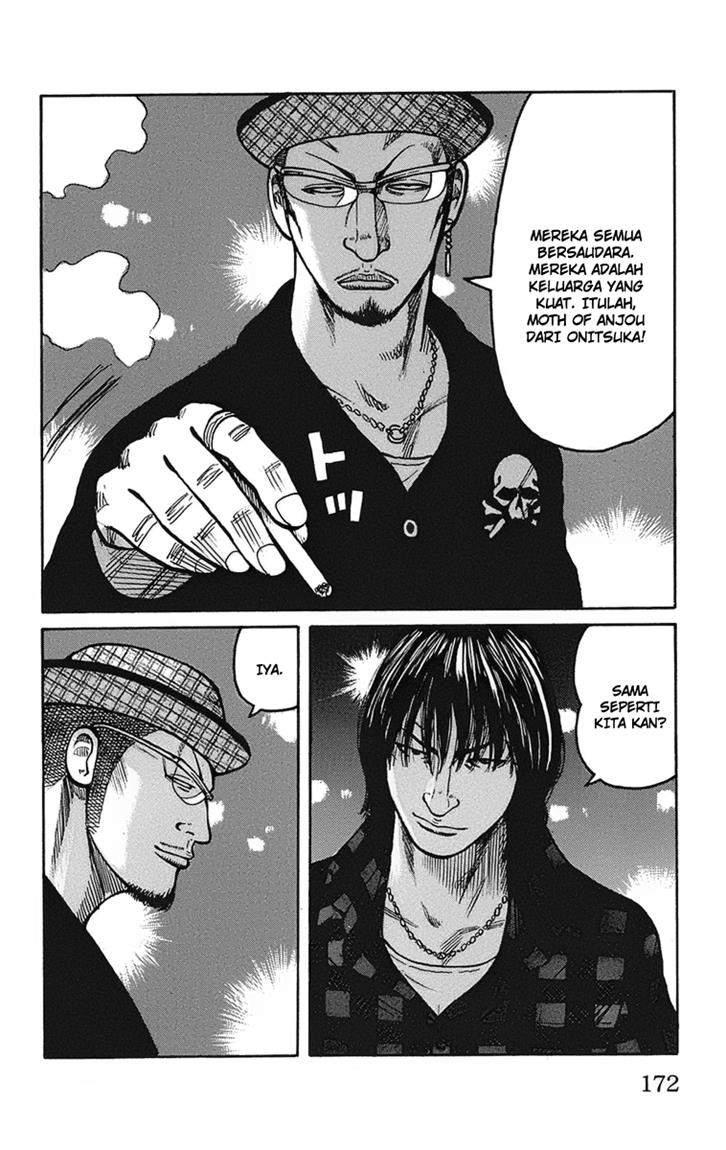 MEREKA SEMUA
BERSAUDARA.
MEREKA ADALAH
KELUARGA YANG
KUAT. ITULAH,
MOTH OF ANJOU
DARI ONITSUKA!
トッ
SAMA
SEPERTI
KITA KAN?
IYA.
172